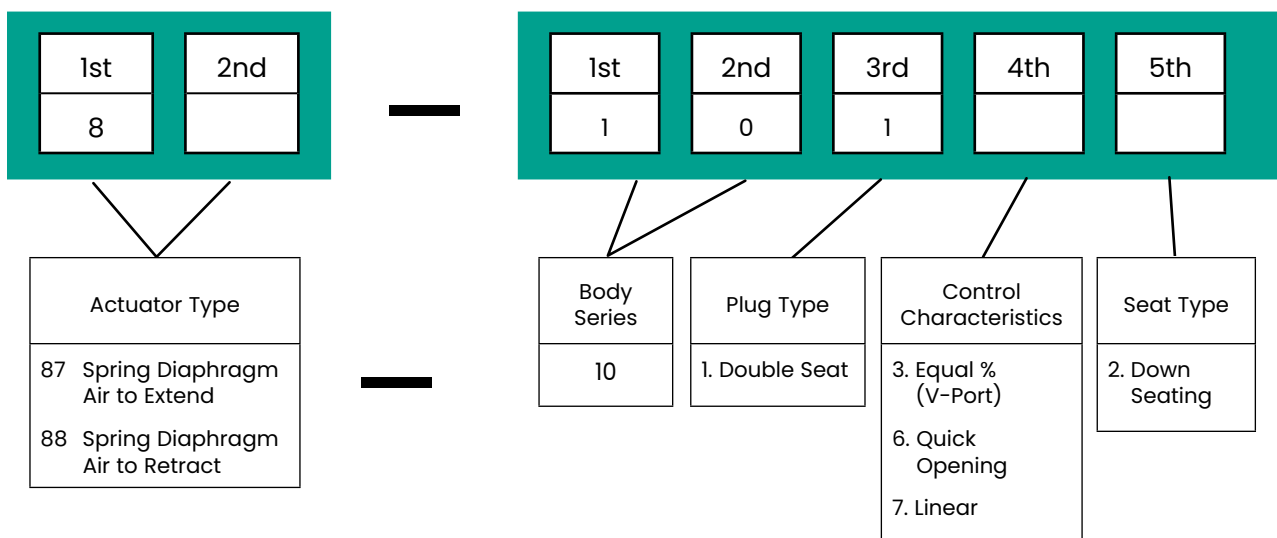 1st 2nd 1st 2nd 3rd 4th 5th
8 1 0 1
Actuator Type
87 Spring Diaphragm
Air to Extend
88 Spring Diaphragm
Air to Retract
Body
Series
10
Plug Type
1. Double Seat
Control
Characteristics
3. Equal %
(V-Port)
6. Quick
Opening
7. Linear
Seat Type
2. Down
Seating